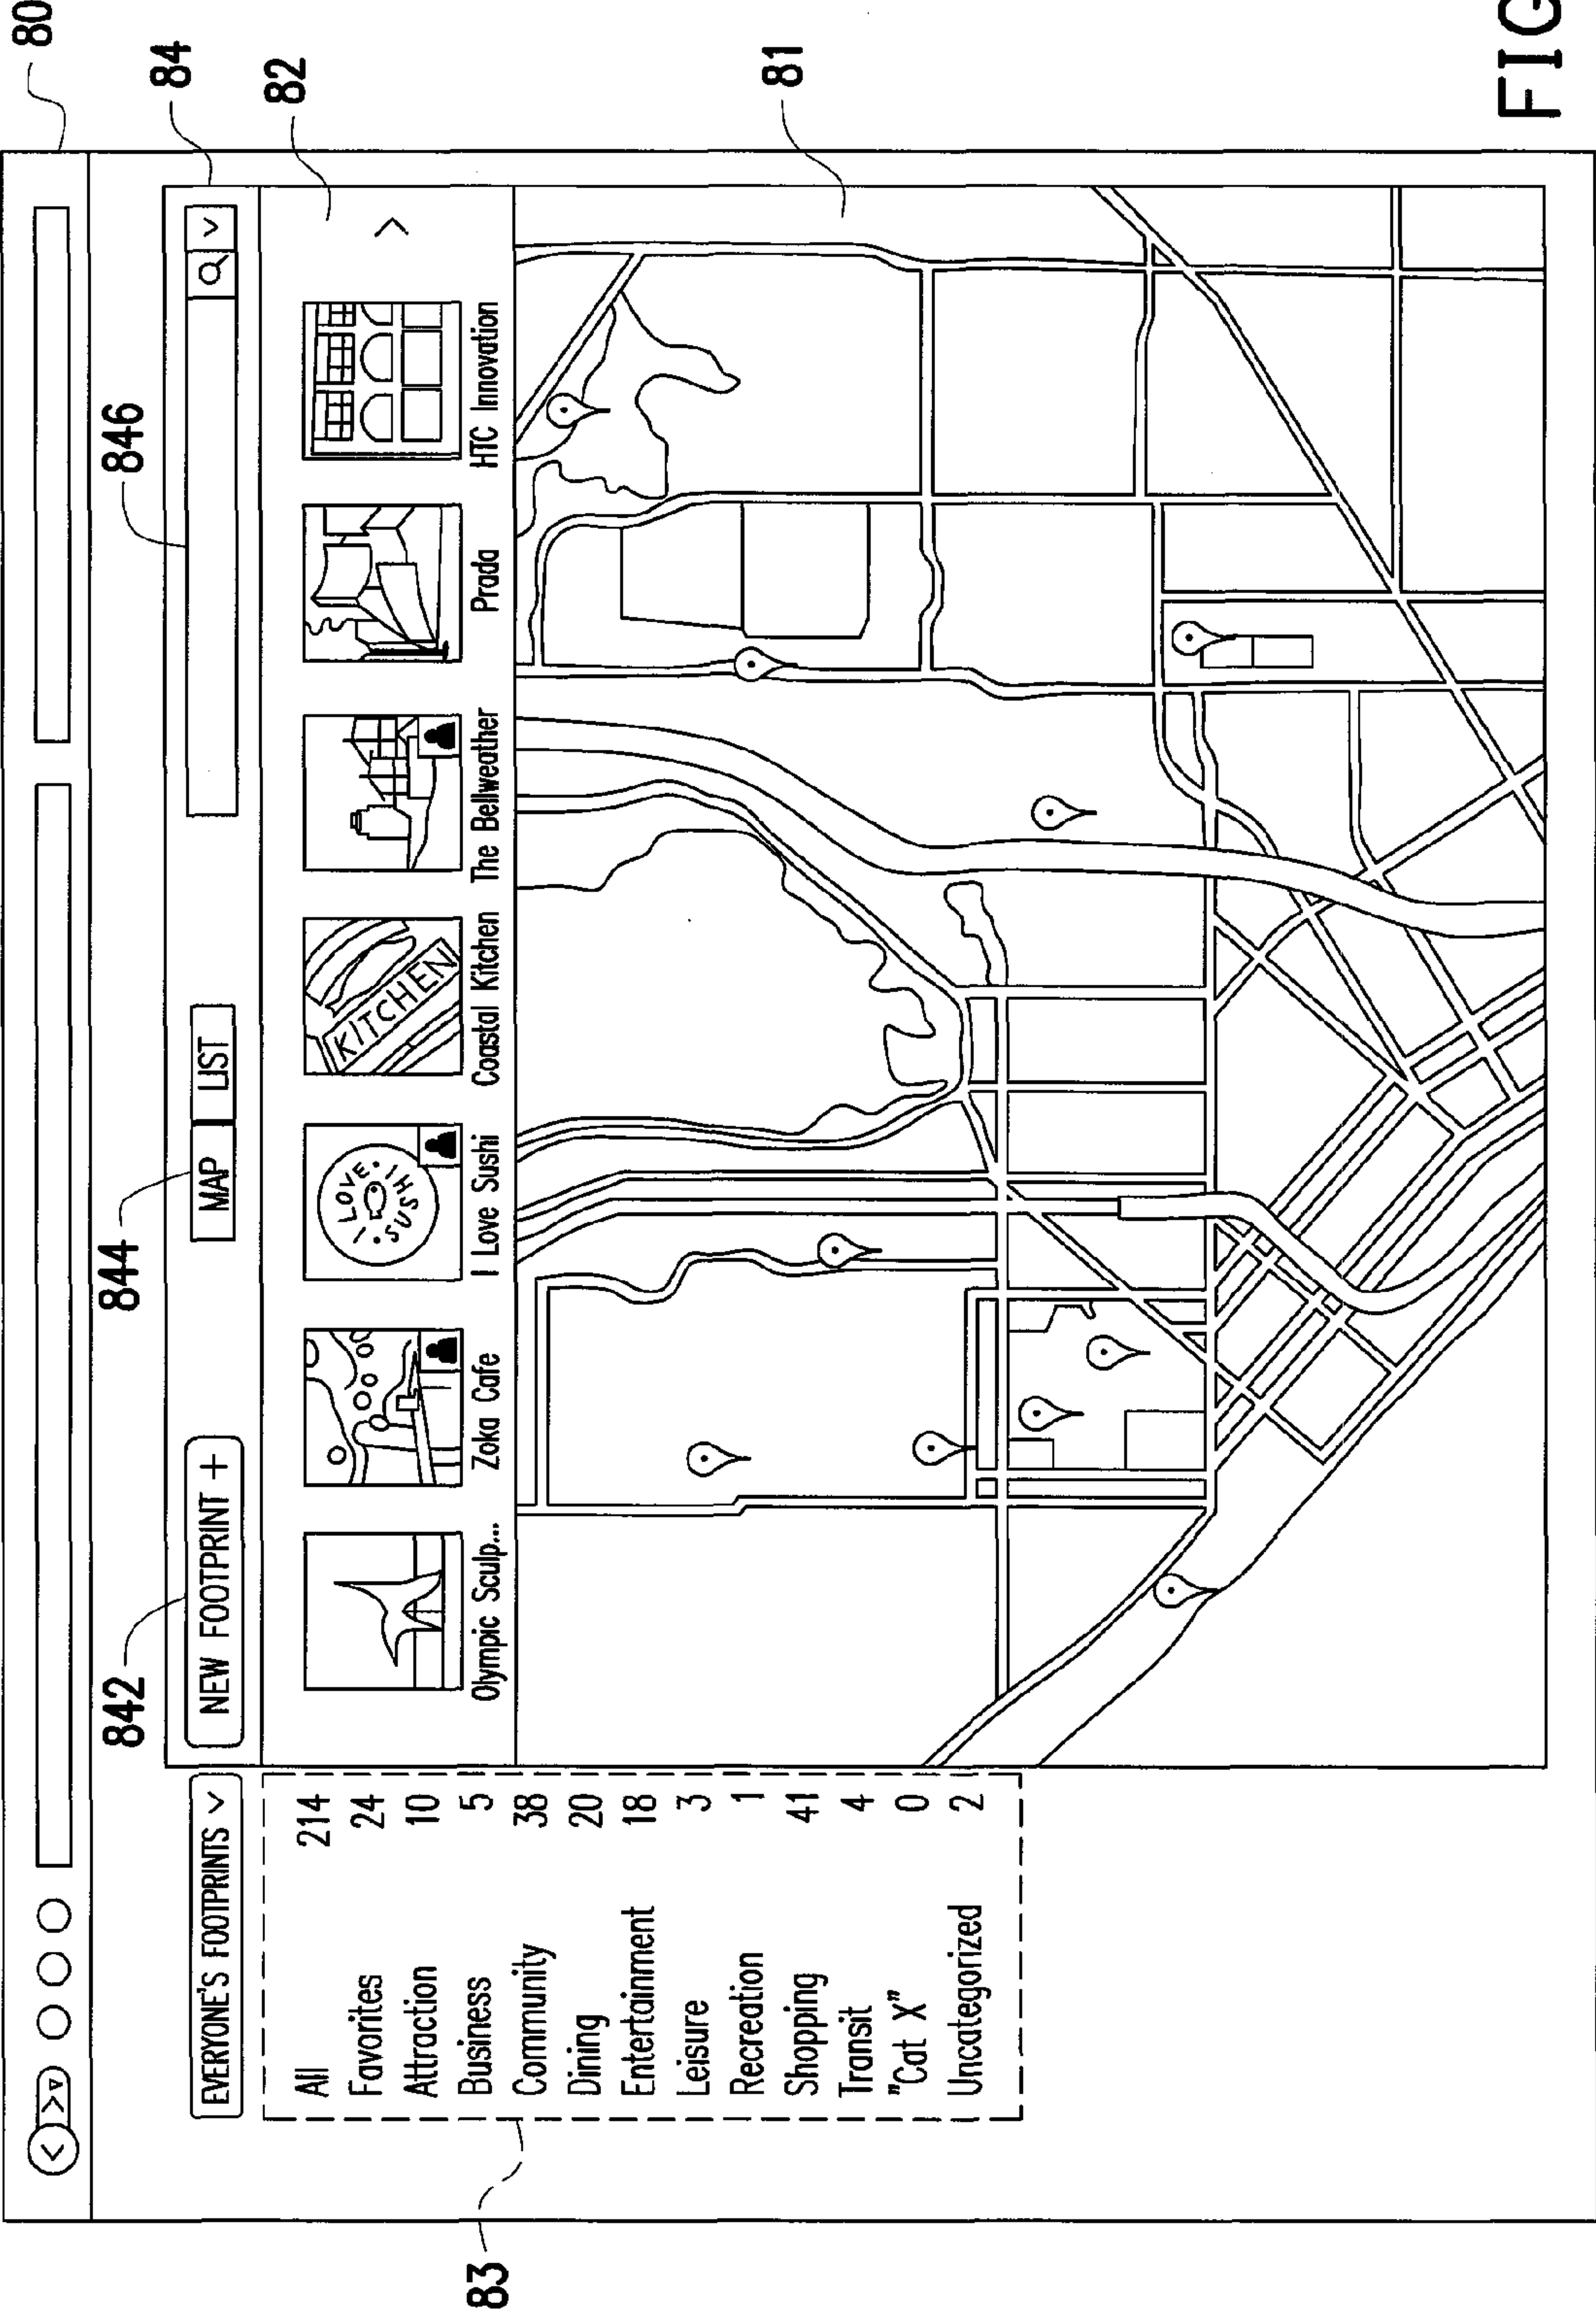 80
84
82
81
846
844
842
83
EVERYONE'S FOOTPRINTS
NEW FOOTPRINT +
MAP
LIST
All 214
Favorites 24
Attraction 10
Business 5
Community 38
Dining 20
Entertainment 18
Leisure 3
Recreation 1
Shopping 41
Transit 4
"Cat X" 0
Uncategorized 2
Olympic Sculp...
Zoka Cafe
I LOVE
SUSHI
I Love Sushi
KITCHEN
Coastal Kitchen
The Bellweather
Prada
HTC Innovation
FIG